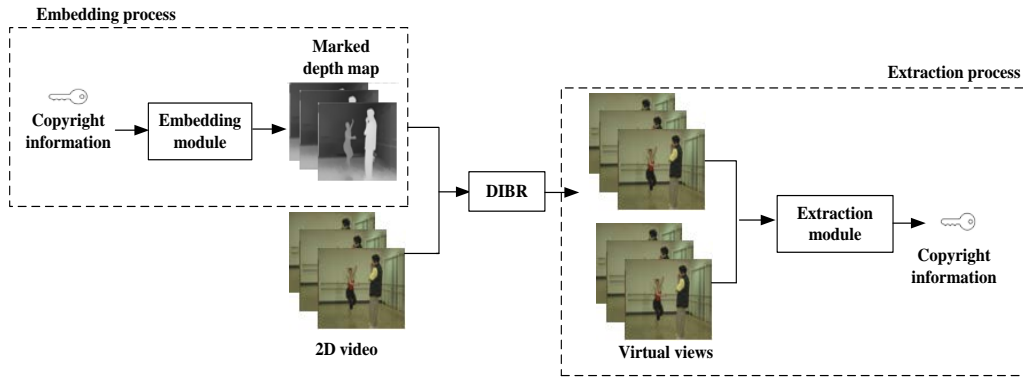 Embedding process
Marked
depth map
Copyright
information
Embedding
module
2D video
DIBR
Extraction process
Virtual views
Extraction
module
Copyright
information